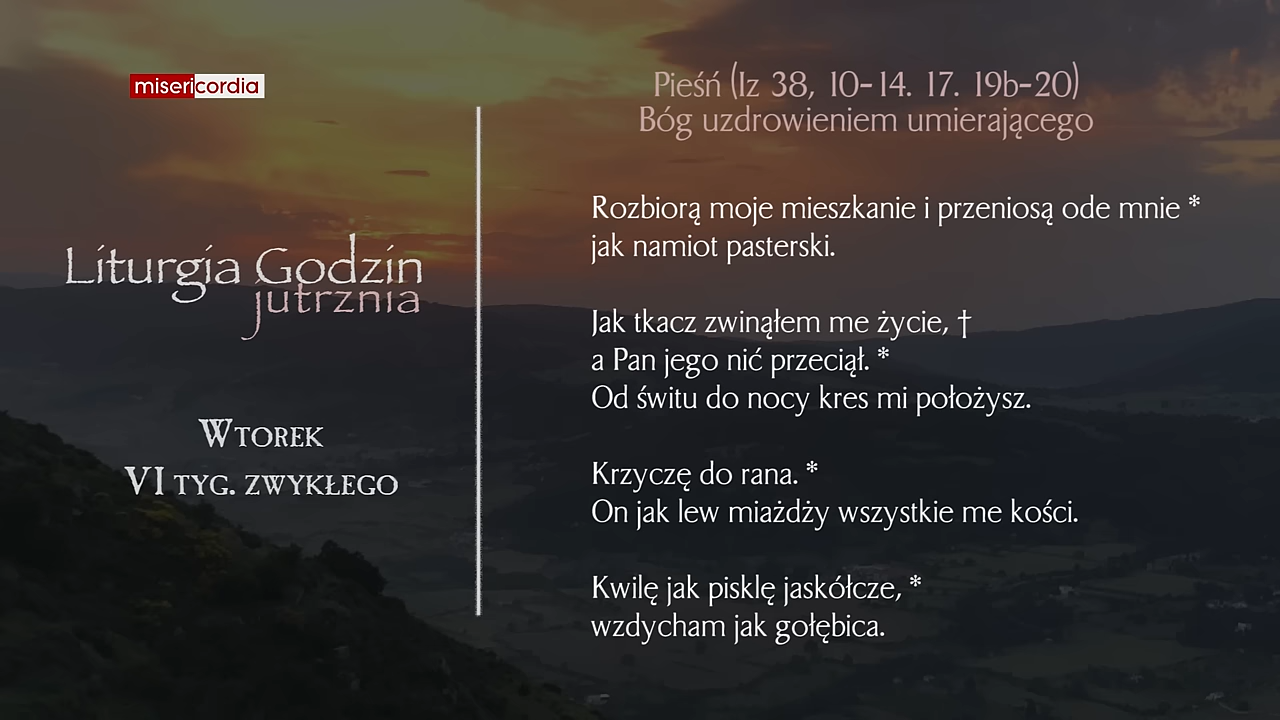 misericordia
Liturgia Godzin
jutrznia
Wtorek
VI tyg. zwykłego
Pieśń (Iz 38, 10-14. 17. 19b-20)
Bóg uzdrowieniem umierającego
Rozbiorą moje mieszkanie i przeniosą ode mnie *
jak namiot pasterski.
Jak tkacz zwinąłem me życie, †
a Pan jego nić przeciął. *
Od świtu do nocy kres mi położysz.
Krzyczę do rana. *
On jak lew miażdży wszystkie me kości.
Kwilę jak pisklę jaskółcze, *
wzdycham jak gołębica.